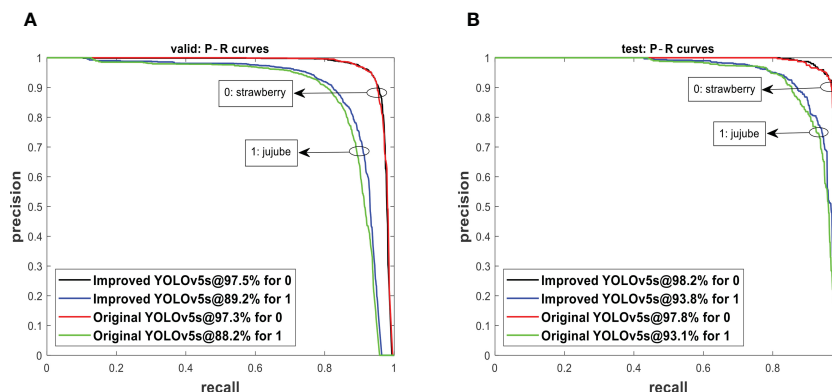 A
valid: P-R curves
1
0.9
0.8
0.7
0.6
0.5
0.4
0.3
0.2
0.1
0
precision
0: strawberry
1: jujube
Improved YOLOv5s@97.5% for 0
Improved YOLOv5s@89.2% for 1
Original YOLOv5s@97.3% for 0
Original YOLOv5s@88.2% for 1
0 0.2 0.4 0.6 0.8 1
recall
B
test: P-R curves
1
0.9
0.8
0.7
0.6
0.5
0.4
0.3
0.2
0.1
0
precision
0: strawberry
1: jujube
Improved YOLOv5s@98.2% for 0
Improved YOLOv5s@93.8% for 1
Original YOLOv5s@97.8% for 0
Original YOLOv5s@93.1% for 1
0 0.2 0.4 0.6 0.8
recall